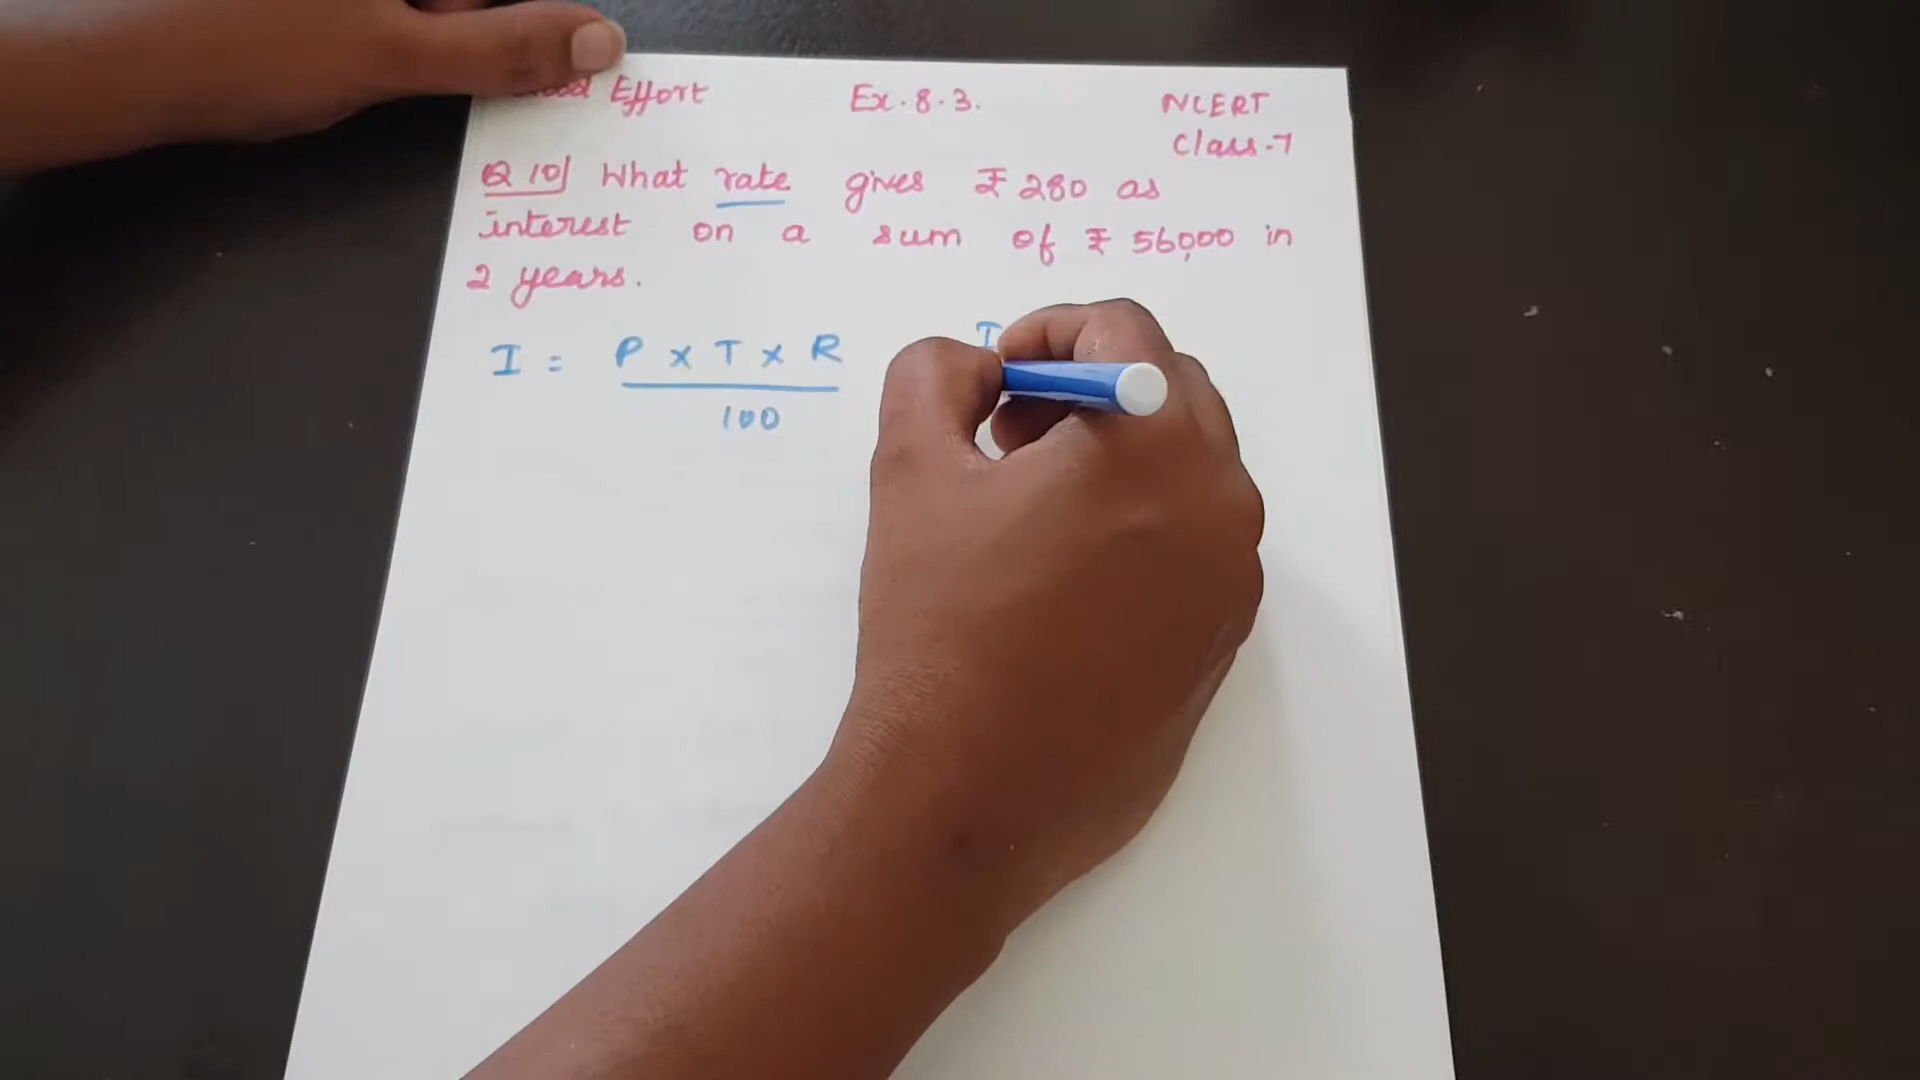 Effort Ex. 8.3. NCERT
Class-7
Q 10| What rate gives ₹ 280 as
interest on a sum of ₹ 56,000 in
2 years.
I = P × T × R I
100